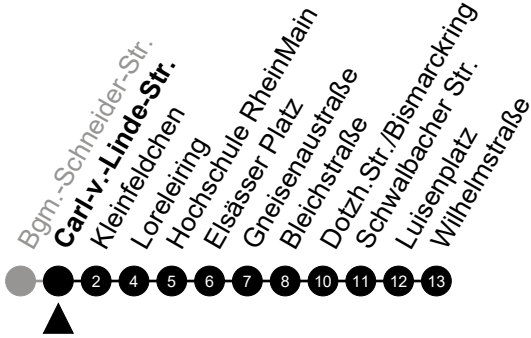 Bgm.-Schneider-Str.
Carl-v.-Linde-Str.
Kleinfeldchen
Loreleiring
Hochschule RheinMain
Elsässer Platz
Gneisenaustraße
Bleichstraße
Dotzh.Str./Bismarckring
Schwalbacher Str.
Luisenplatz
Wilhelmstraße
2 4 5 6 7 8 10 11 12 13